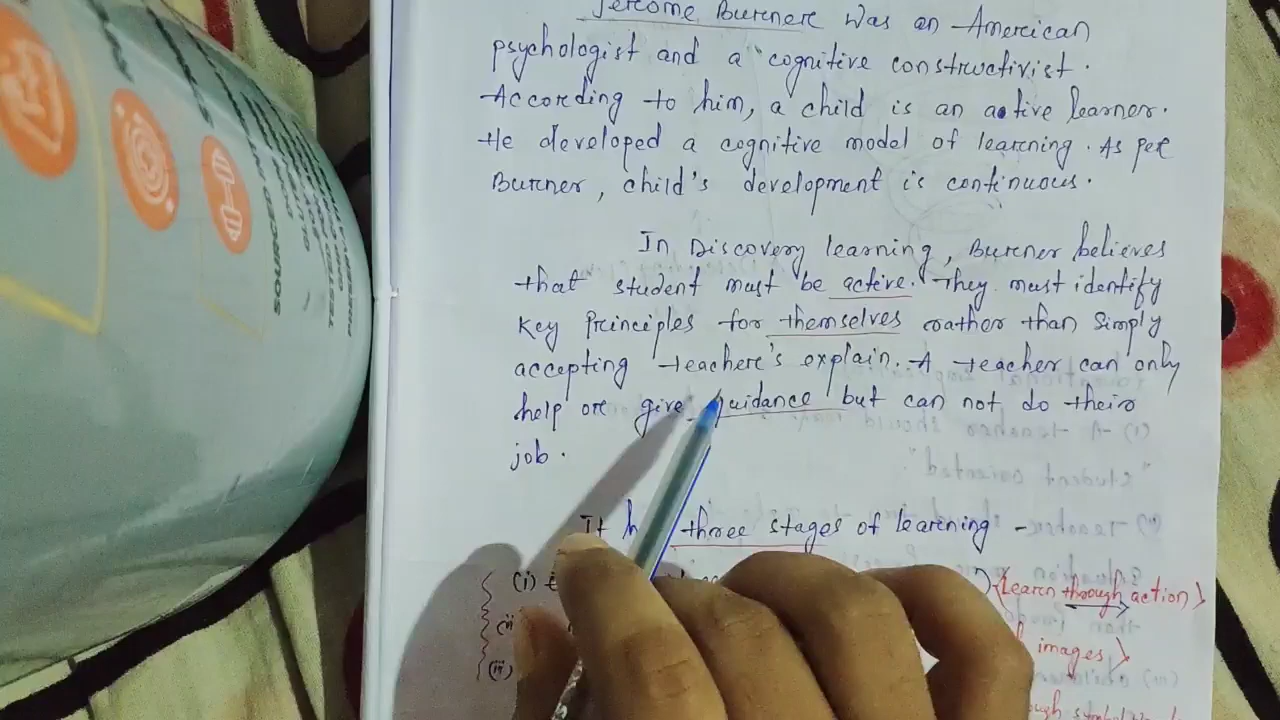 Jerome Burner was an American
psychologist and a cognitive constructivist.
According to him, a child is an active learner.
He developed a cognitive model of learning. As per
Burner, child's development is continuous.
In Discovery learning, Burner believes
that student must be active. They must identify
key principles for themselves rather than simply
accepting teacher's explain. A teacher can only
help or give guidance but can not do their
job.
It three stages of learning -
(i) {Learn through action}
(ii) images}
(iii)